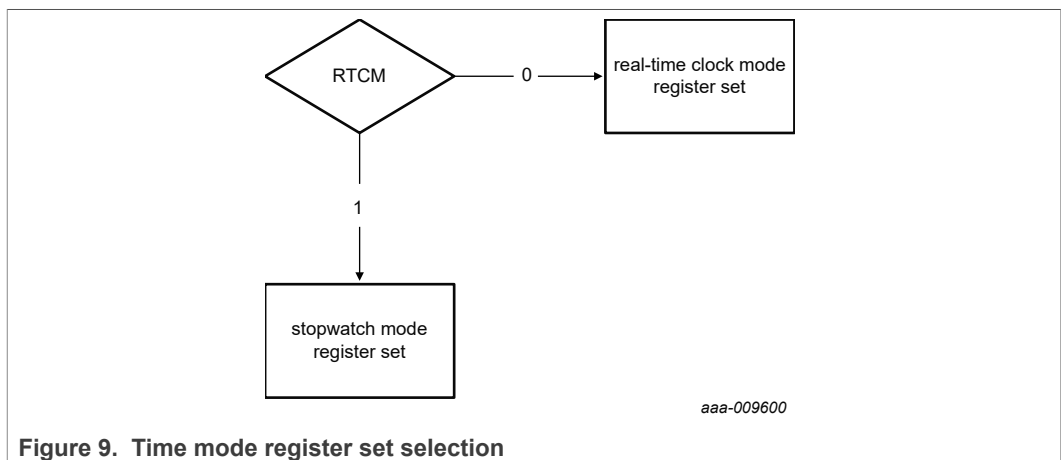 RTCM
0
real-time clock mode
register set
1
stopwatch mode
register set
aaa-009600
Figure 9. Time mode register set selection